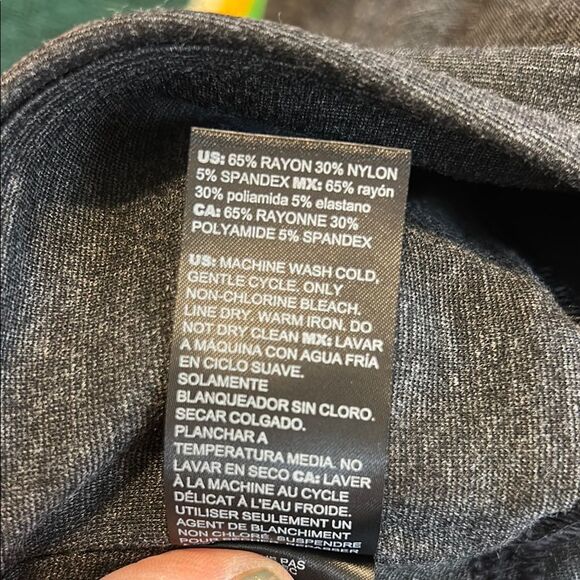 US: 65% RAYON 30% NYLON
5% SPANDEX MX: 65% rayón
30% poliamida 5% elastano
CA: 65% RAYONNE 30%
POLYAMIDE 5% SPANDEX
US: MACHINE WASH COLD,
GENTLE CYCLE. ONLY
NON-CHLORINE BLEACH.
LINE DRY. WARM IRON. DO
NOT DRY CLEAN MX: LAVAR
A MÁQUINA CON AGUA FRÍA
EN CICLO SUAVE.
SOLAMENTE
BLANQUEADOR SIN CLORO.
SECAR COLGADO.
PLANCHAR A
TEMPERATURA MEDIA. NO
LAVAR EN SECO CA: LAVER
À LA MACHINE AU CYCLE
DÉLICAT À L'EAU FROIDE.
UTILISER SEULEMENT UN
AGENT DE BLANCHIMENT
NON CHLORÉ. SUSPENDRE
POUR
PAS